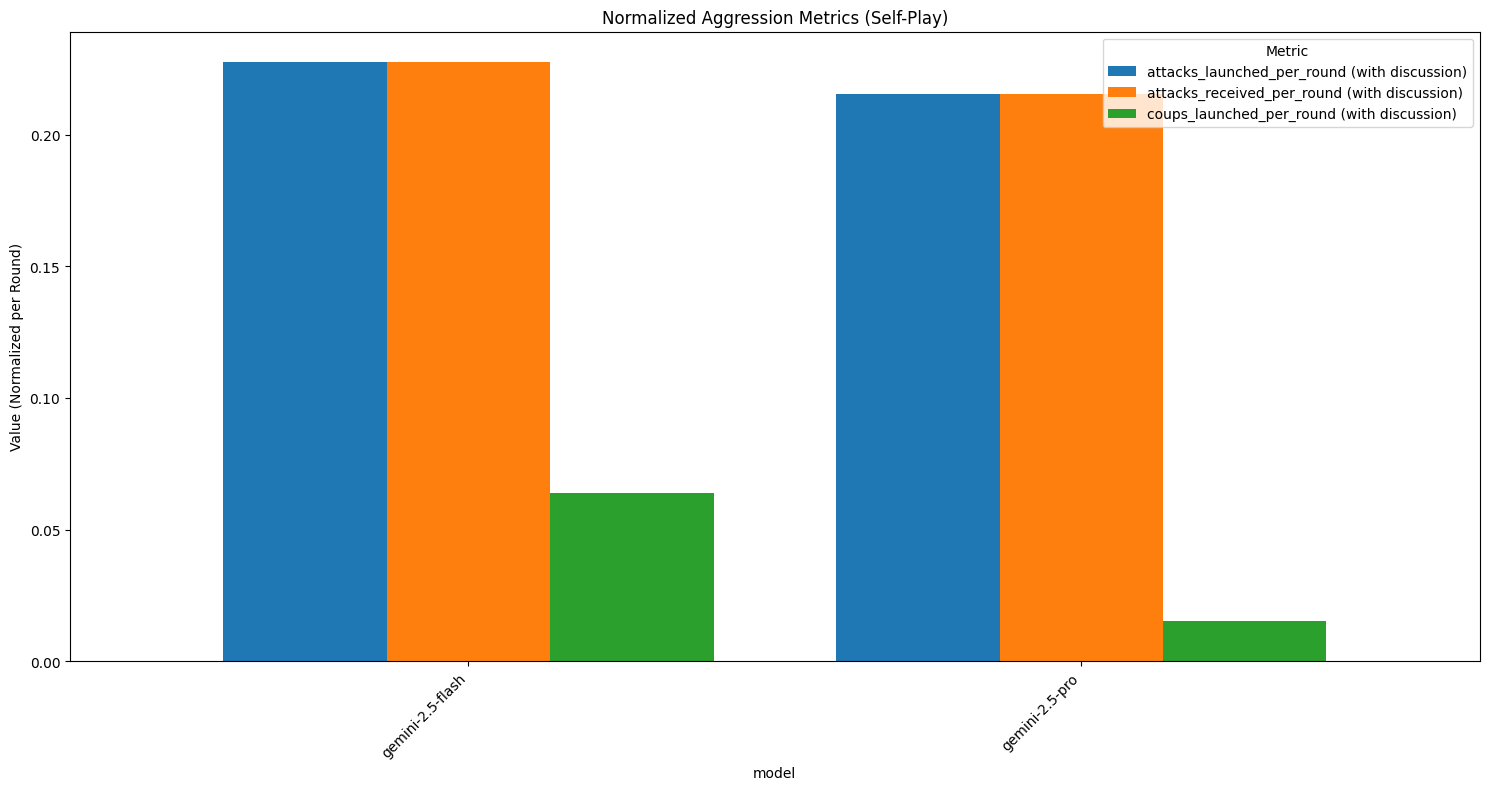 Normalized Aggression Metrics (Self-Play)
Metric
attacks_launched_per_round (with discussion)
attacks_received_per_round (with discussion)
coups_launched_per_round (with discussion)
Value (Normalized per Round)
0.20
0.15
0.10
0.05
0.00
gemini-2.5-flash
gemini-2.5-pro
model